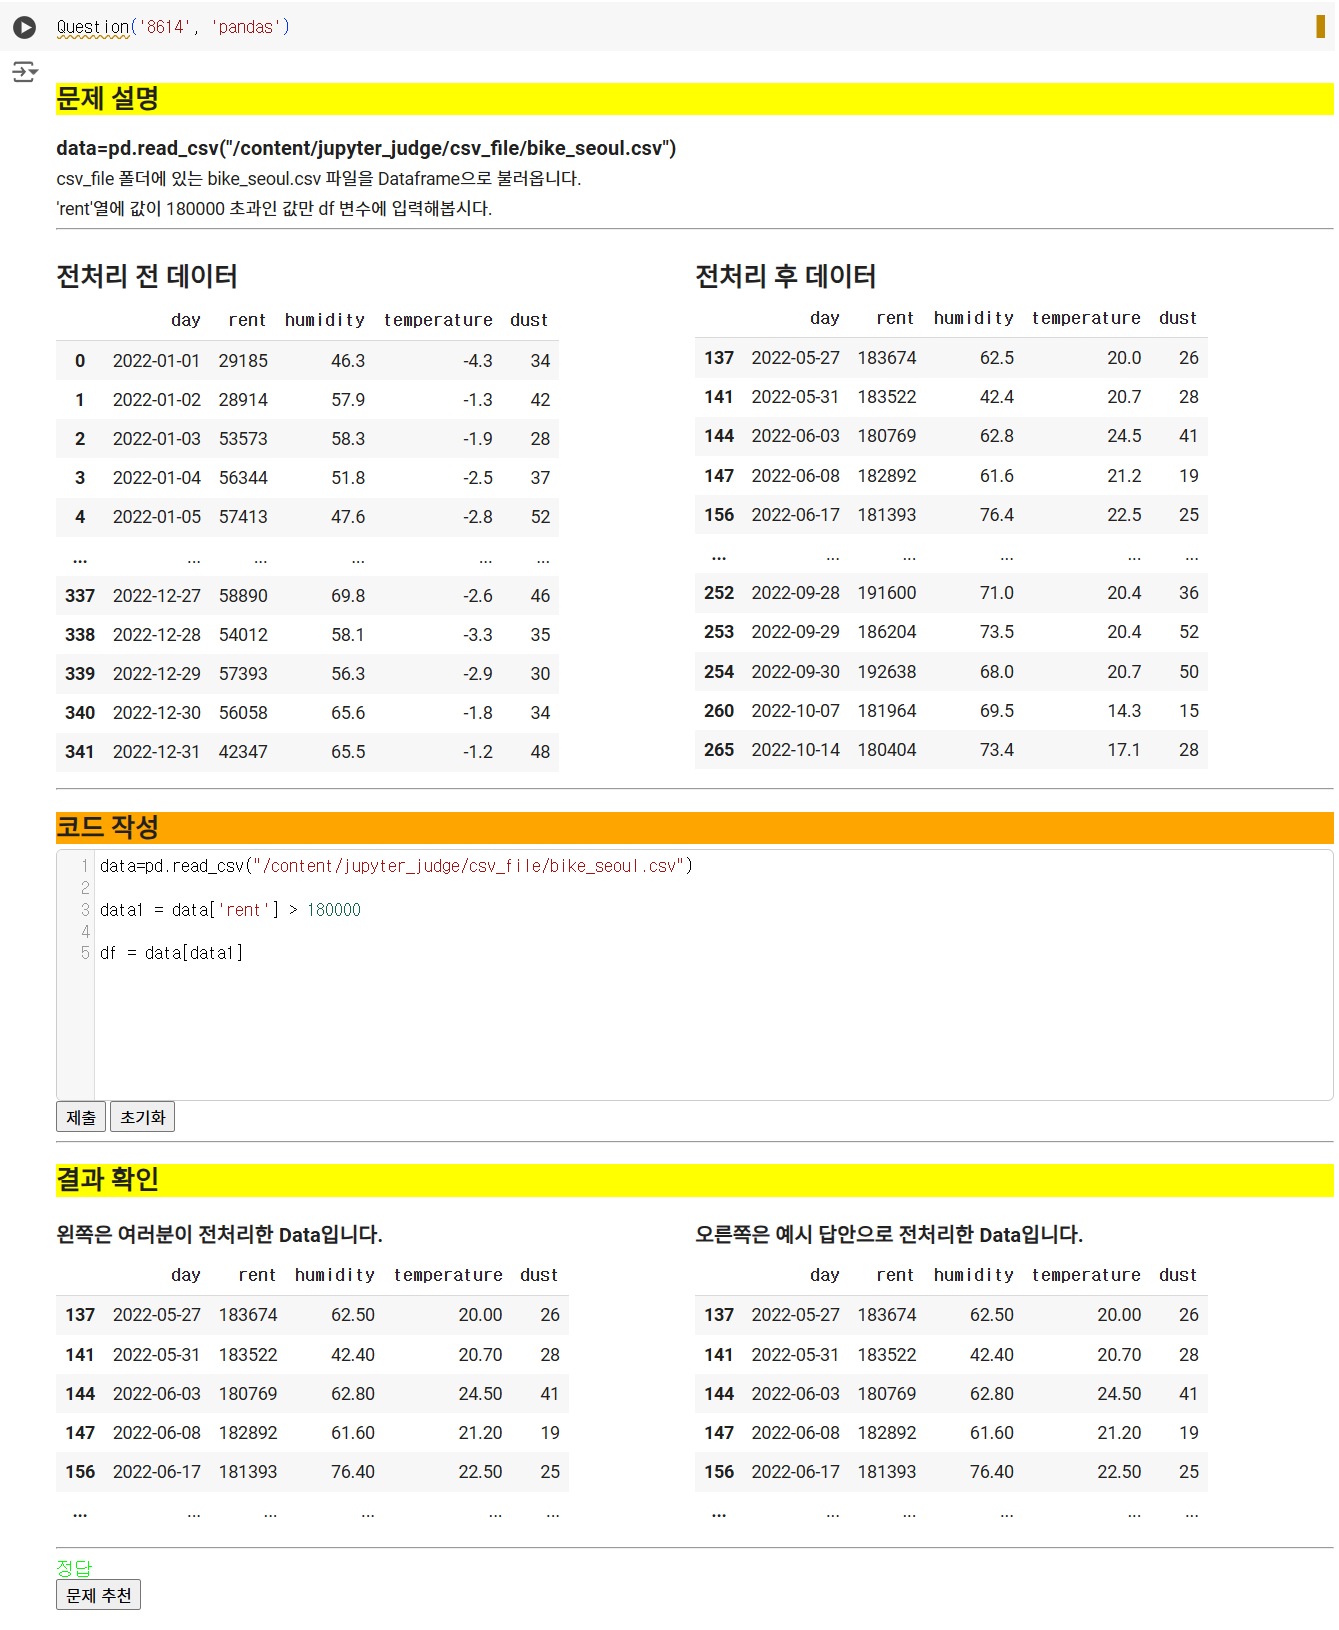 Question('8614', 'pandas')
문제 설명
data=pd.read_csv("/content/jupyter_judge/csv_file/bike_seoul.csv")
csv_file 폴더에 있는 bike_seoul.csv 파일을 Dataframe으로 불러옵니다.
'rent'열에 값이 180000 초과인 값만 df 변수에 입력해봅시다.
전처리 전 데이터
day rent humidity temperature dust
0 2022-01-01 29185 46.3 -4.3 34
1 2022-01-02 28914 57.9 -1.3 42
2 2022-01-03 53573 58.3 -1.9 28
3 2022-01-04 56344 51.8 -2.5 37
4 2022-01-05 57413 47.6 -2.8 52
... ... ... ... ... ...
337 2022-12-27 58890 69.8 -2.6 46
338 2022-12-28 54012 58.1 -3.3 35
339 2022-12-29 57393 56.3 -2.9 30
340 2022-12-30 56058 65.6 -1.8 34
341 2022-12-31 42347 65.5 -1.2 48
전처리 후 데이터
day rent humidity temperature dust
137 2022-05-27 183674 62.5 20.0 26
141 2022-05-31 183522 42.4 20.7 28
144 2022-06-03 180769 62.8 24.5 41
147 2022-06-08 182892 61.6 21.2 19
156 2022-06-17 181393 76.4 22.5 25
... ... ... ... ... ...
252 2022-09-28 191600 71.0 20.4 36
253 2022-09-29 186204 73.5 20.4 52
254 2022-09-30 192638 68.0 20.7 50
260 2022-10-07 181964 69.5 14.3 15
265 2022-10-14 180404 73.4 17.1 28
코드 작성
1 data=pd.read_csv("/content/jupyter_judge/csv_file/bike_seoul.csv")
2
3 data1 = data['rent'] > 180000
4
5 df = data[data1]
제출 초기화
결과 확인
왼쪽은 여러분이 전처리한 Data입니다.
day rent humidity temperature dust
137 2022-05-27 183674 62.50 20.00 26
141 2022-05-31 183522 42.40 20.70 28
144 2022-06-03 180769 62.80 24.50 41
147 2022-06-08 182892 61.60 21.20 19
156 2022-06-17 181393 76.40 22.50 25
... ... ... ... ... ...
오른쪽은 예시 답안으로 전처리한 Data입니다.
day rent humidity temperature dust
137 2022-05-27 183674 62.50 20.00 26
141 2022-05-31 183522 42.40 20.70 28
144 2022-06-03 180769 62.80 24.50 41
147 2022-06-08 182892 61.60 21.20 19
156 2022-06-17 181393 76.40 22.50 25
... ... ... ... ... ...
정답
문제 추천